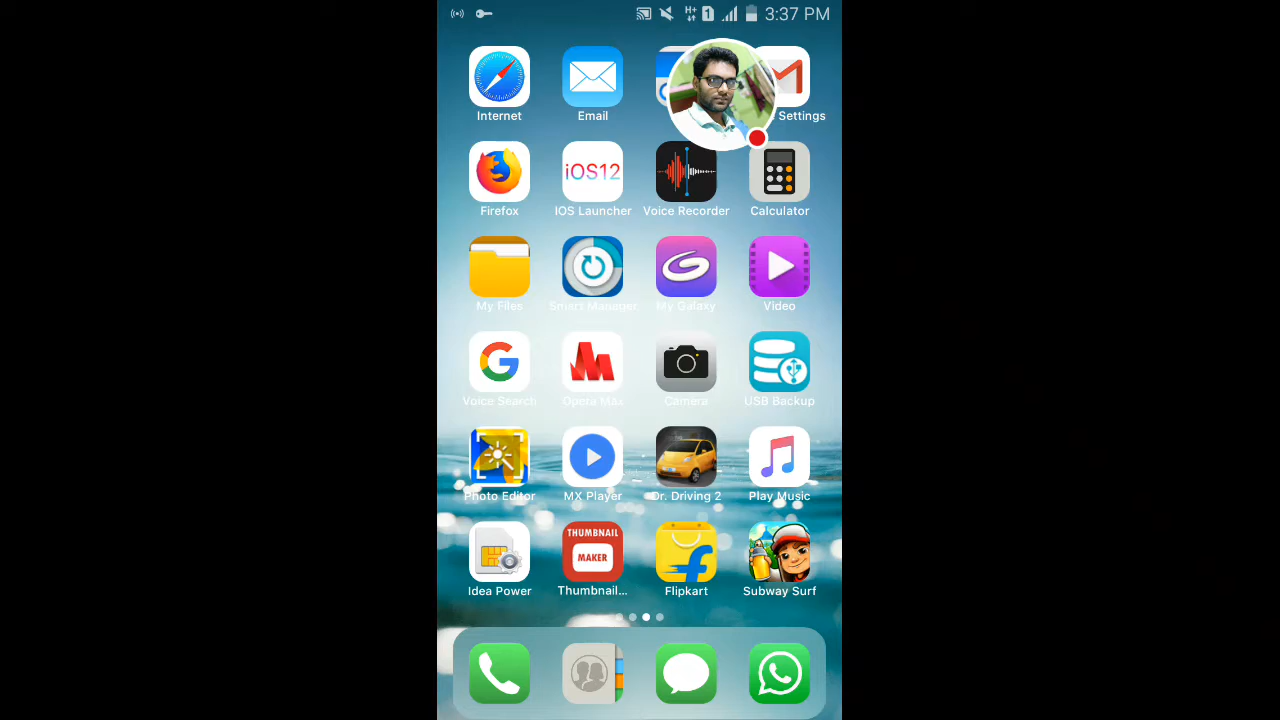 3:37 PM
Internet
Email
Settings
iOS12
Firefox
IOS Launcher
Voice Recorder
Calculator
My Files
Smart Manager
My Galaxy
Video
Voice Search
Opera Max
Camera
USB Backup
Photo Editor
MX Player
Dr. Driving 2
Play Music
THUMBNAIL
MAKER
Idea Power
Thumbnail...
Flipkart
Subway Surf